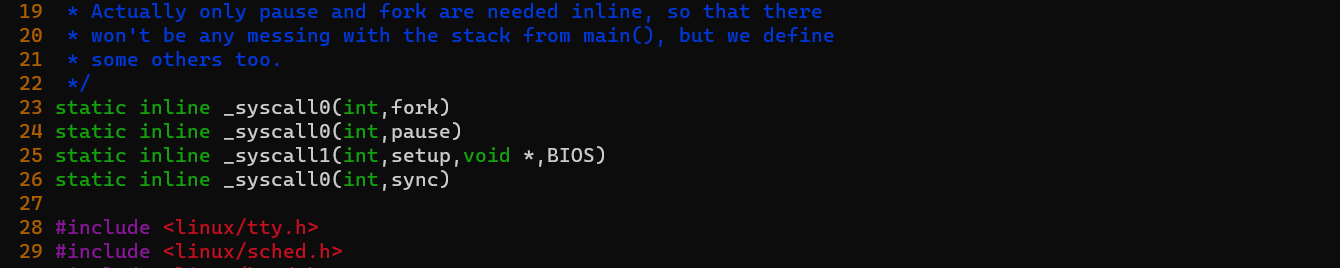 19  * Actually only pause and fork are needed inline, so that there
20  * won't be any messing with the stack from main(), but we define
21  * some others too.
22  */
23 static inline _syscall0(int,fork)
24 static inline _syscall0(int,pause)
25 static inline _syscall1(int,setup,void *,BIOS)
26 static inline _syscall0(int,sync)
27
28 #include <linux/tty.h>
29 #include <linux/sched.h>